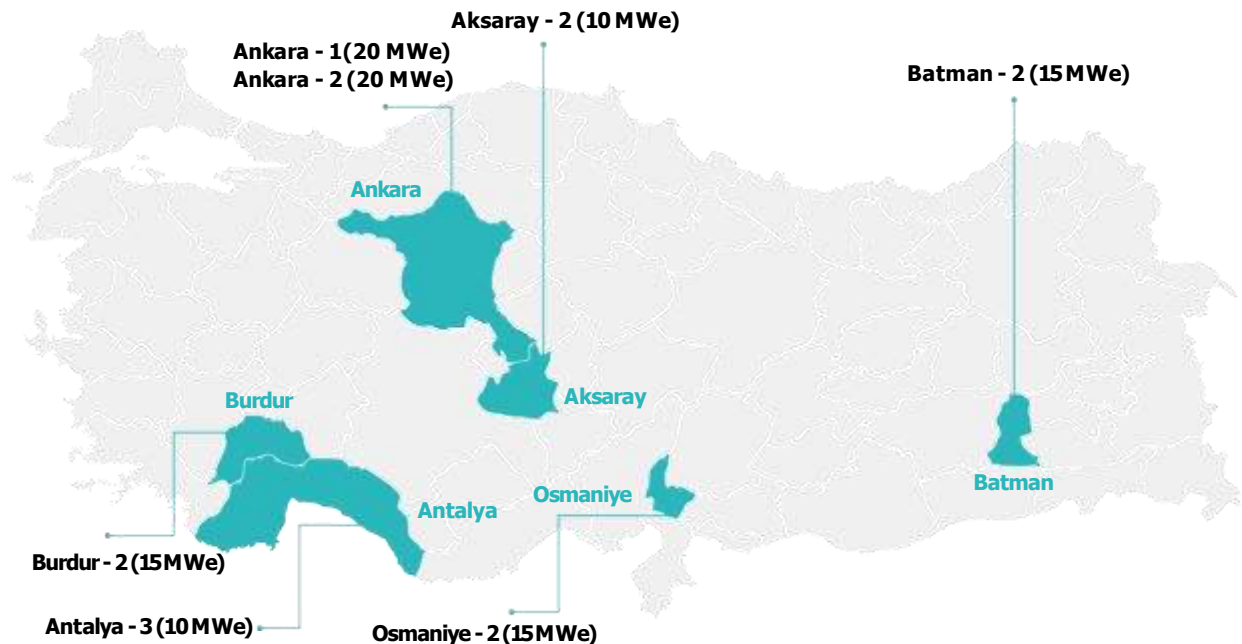 Aksaray - 2 (10 MWe)
Ankara - 1 (20 MWe)
Ankara - 2 (20 MWe)
Batman - 2 (15 MWe)
Ankara
Burdur
Aksaray
Osmaniye
Antalya
Batman
Burdur - 2 (15 MWe)
Antalya - 3 (10 MWe)
Osmaniye - 2 (15 MWe)